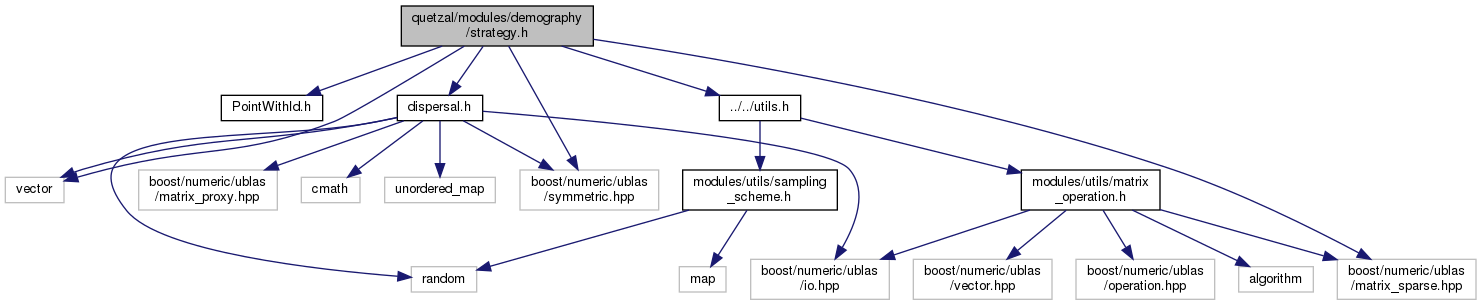 quetzal/modules/demography
/strategy.h
PointWithId.h
dispersal.h
../../utils.h
vector
boost/numeric/ublas
/matrix_proxy.hpp
cmath
unordered_map
boost/numeric/ublas
/symmetric.hpp
modules/utils/sampling
_scheme.h
modules/utils/matrix
_operation.h
random
map
boost/numeric/ublas
/io.hpp
boost/numeric/ublas
/vector.hpp
boost/numeric/ublas
/operation.hpp
algorithm
boost/numeric/ublas
/matrix_sparse.hpp